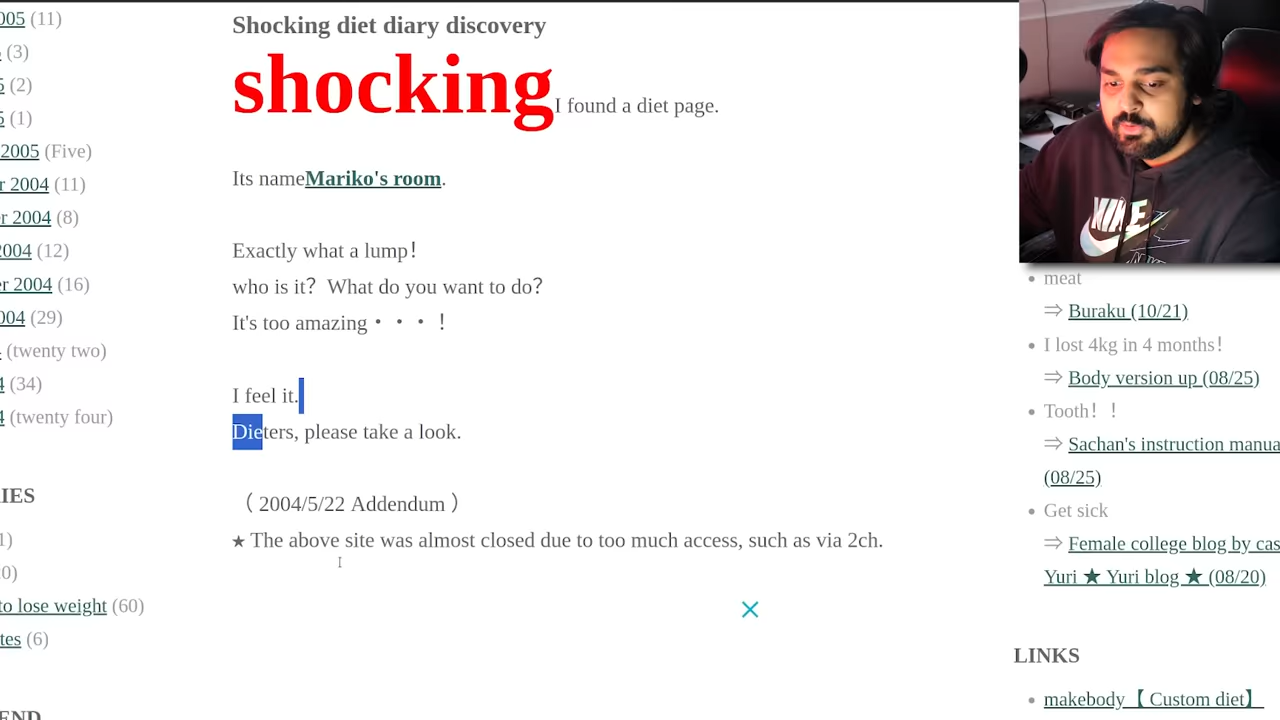 005 (11)
(3)
5 (2)
5 (1)
2005 (Five)
r 2004 (11)
er 2004 (8)
2004 (12)
er 2004 (16)
004 (29)
(twenty two)
4 (34)
4 (twenty four)
IES
1)
20)
to lose weight (60)
tes (6)
END
Shocking diet diary discovery
shocking I found a diet page.
Its nameMariko's room.
Exactly what a lump！
who is it？ What do you want to do？
It's too amazing・・・！
I feel it.
Dieters, please take a look.
（ 2004/5/22 Addendum ）
★ The above site was almost closed due to too much access, such as via 2ch.
NIKE
• meat
⇒ Buraku (10/21)
• I lost 4kg in 4 months！
⇒ Body version up (08/25)
• Tooth！！
⇒ Sachan's instruction manua
(08/25)
• Get sick
⇒ Female college blog by cas
Yuri ★ Yuri blog ★ (08/20)
LINKS
• makebody【 Custom diet】